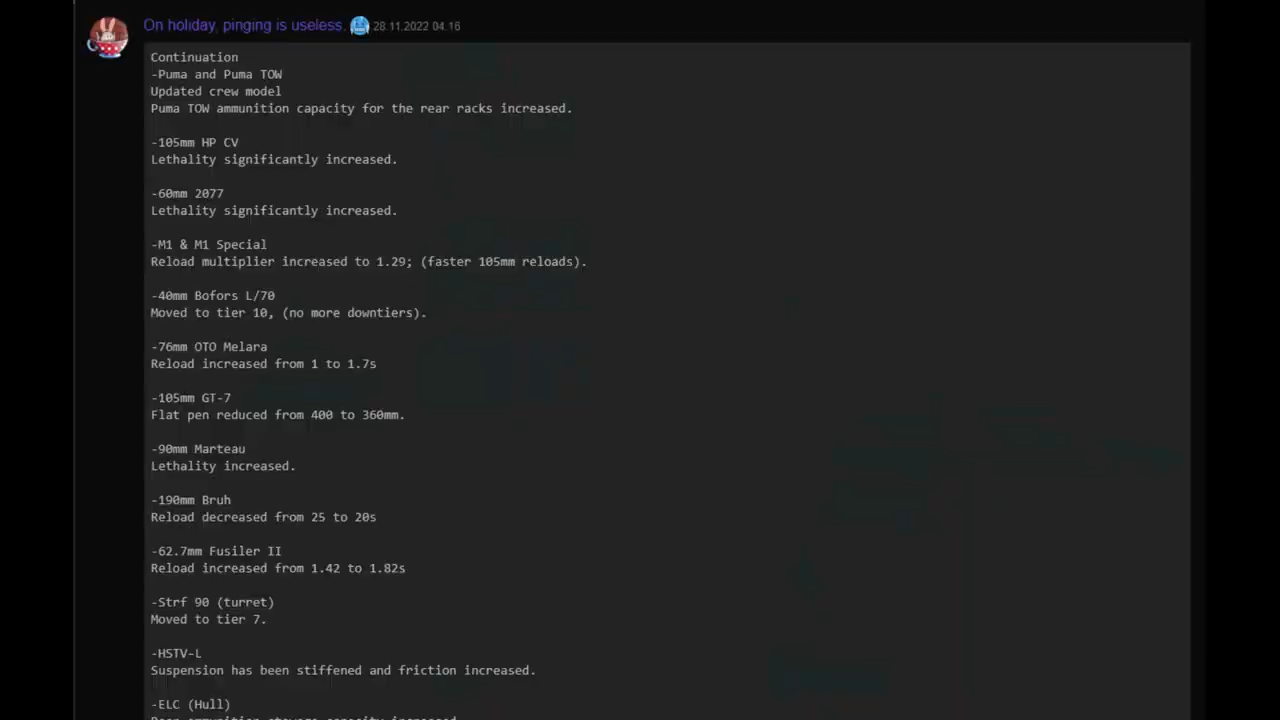 On holiday, pinging is useless. 28.11.2022 04.16
Continuation
-Puma and Puma TOW
Updated crew model
Puma TOW ammunition capacity for the rear racks increased.
-105mm HP CV
Lethality significantly increased.
-60mm 2077
Lethality significantly increased.
-M1 & M1 Special
Reload multiplier increased to 1.29; (faster 105mm reloads).
-40mm Bofors L/70
Moved to tier 10, (no more downtiers).
-76mm OTO Melara
Reload increased from 1 to 1.7s
-105mm GT-7
Flat pen reduced from 400 to 360mm.
-90mm Marteau
Lethality increased.
-190mm Bruh
Reload decreased from 25 to 20s
-62.7mm Fusiler II
Reload increased from 1.42 to 1.82s
-Strf 90 (turret)
Moved to tier 7.
-HSTV-L
Suspension has been stiffened and friction increased.
-ELC (Hull)
Rear ammunition stowage capacity increased.